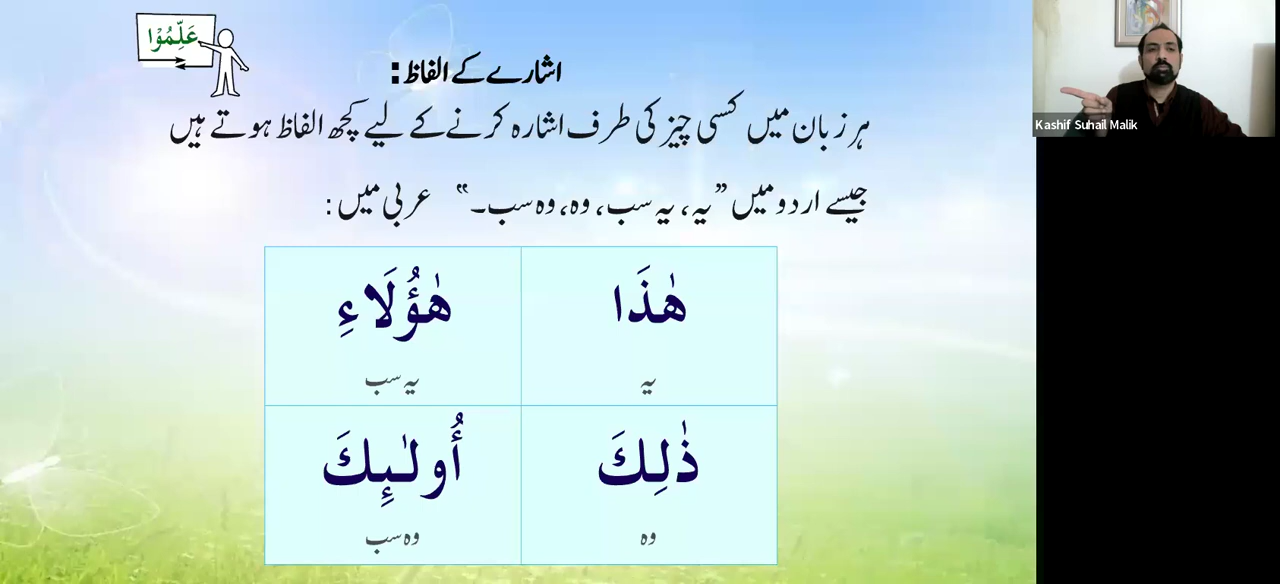 عَلِّمُوْا
اشارے کے الفاظ:
ہر زبان میں کسی چیز کی طرف اشارہ کرنے کے لیے کچھ الفاظ ہوتے ہیں
جیسے اردو میں ”یہ، یہ سب، وہ، وہ سب۔“ عربی میں:
هٰذَا هٰؤُلَاءِ
یہ یہ سب
ذٰلِكَ أُولٰـئِكَ
وہ وہ سب
Kashif Suhail Malik